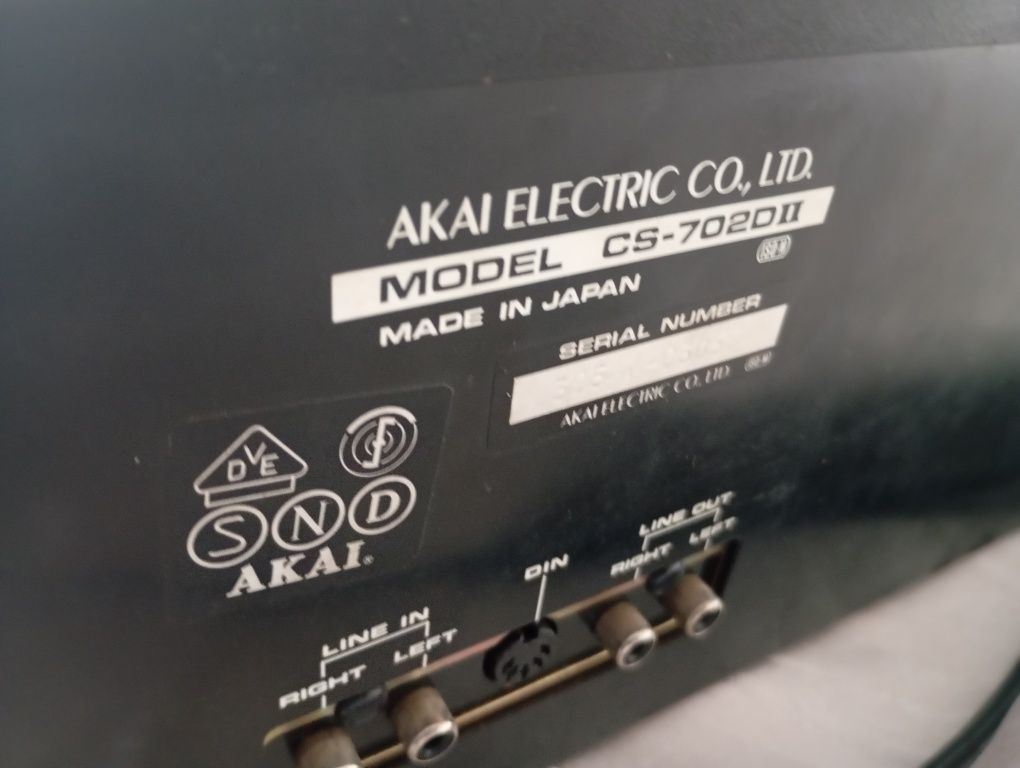 AKAI ELECTRIC CO., LTD.
MODEL CS-702DII
MADE IN JAPAN
SERIAL NUMBER
AKAI ELECTRIC CO., LTD.
DVE
S N D
AKAI®
LINE IN
RIGHT LEFT
DIN
LINE OUT
RIGHT LEFT